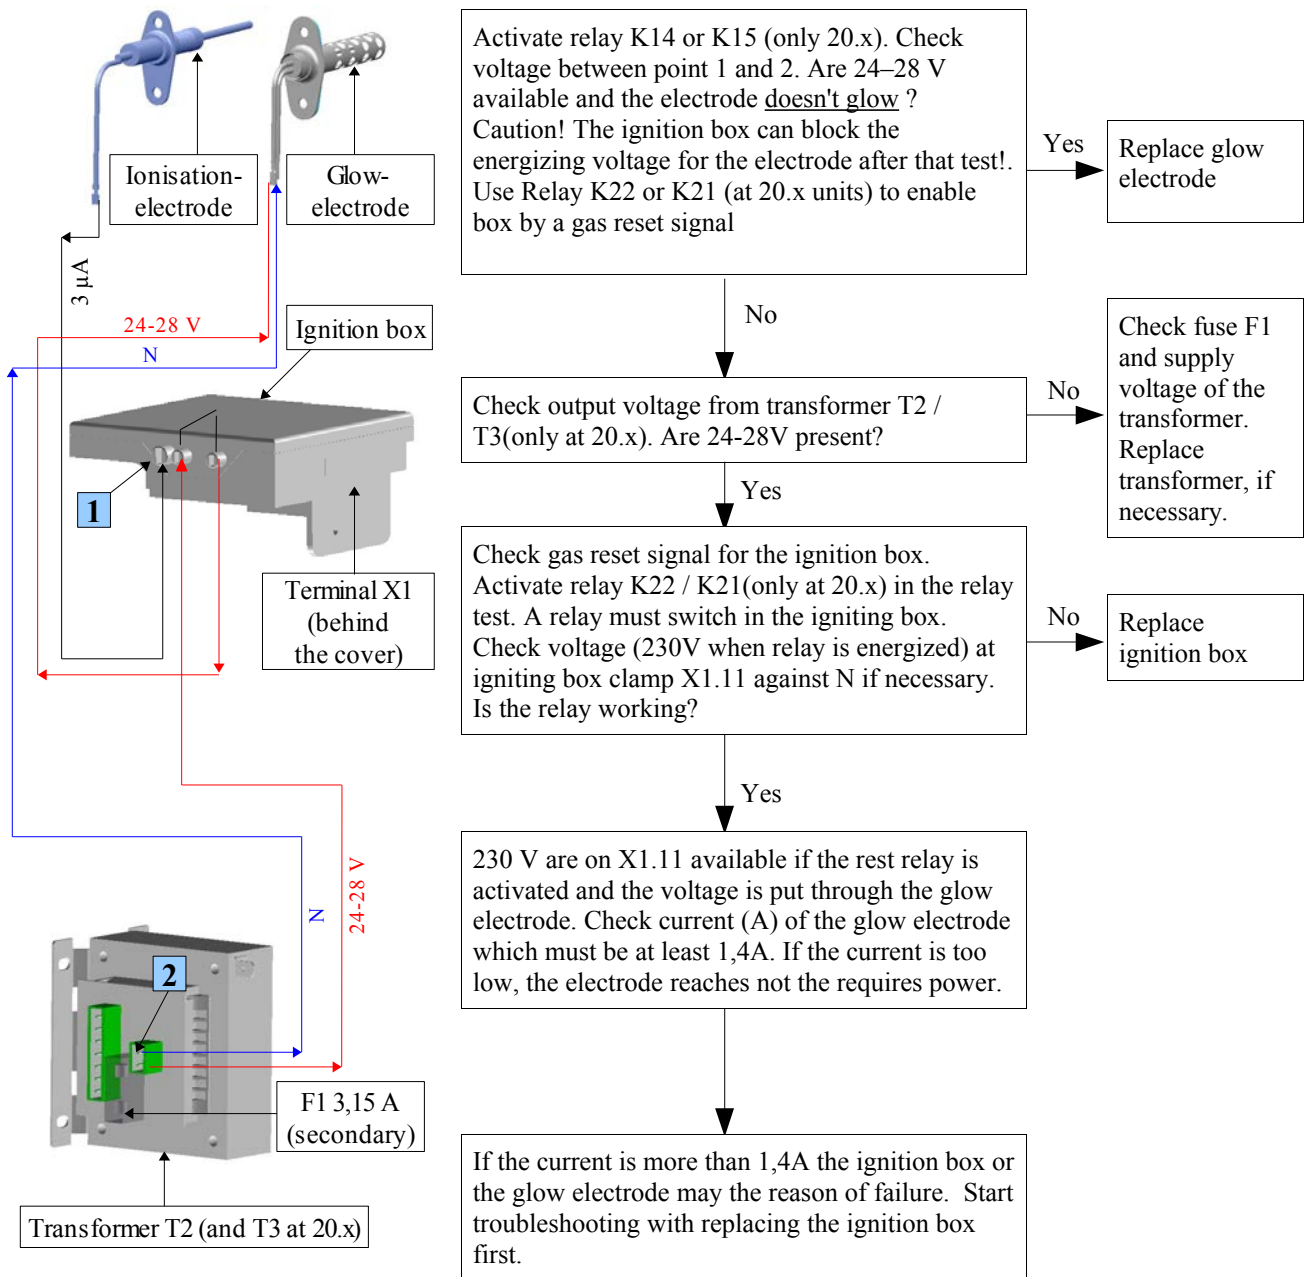 Ionisation-
electrode
Glow-
electrode
3 µA
24-28 V
N
Ignition box
1
Terminal X1
(behind
the cover)
N
24-28 V
2
F1 3,15 A
(secondary)
Transformer T2 (and T3 at 20.x)
Activate relay K14 or K15 (only 20.x). Check
voltage between point 1 and 2. Are 24–28 V
available and the electrode doesn't glow ?
Caution! The ignition box can block the
energizing voltage for the electrode after that test!.
Use Relay K22 or K21 (at 20.x units) to enable
box by a gas reset signal
Yes
Replace glow
electrode
No
Check output voltage from transformer T2 /
T3(only at 20.x). Are 24-28V present?
No
Check fuse F1
and supply
voltage of the
transformer.
Replace
transformer, if
necessary.
Yes
Check gas reset signal for the ignition box.
Activate relay K22 / K21(only at 20.x) in the relay
test. A relay must switch in the igniting box.
Check voltage (230V when relay is energized) at
igniting box clamp X1.11 against N if necessary.
Is the relay working?
No
Replace
ignition box
Yes
230 V are on X1.11 available if the rest relay is
activated and the voltage is put through the glow
electrode. Check current (A) of the glow electrode
which must be at least 1,4A. If the current is too
low, the electrode reaches not the requires power.
If the current is more than 1,4A the ignition box or
the glow electrode may the reason of failure.  Start
troubleshooting with replacing the ignition box
first.